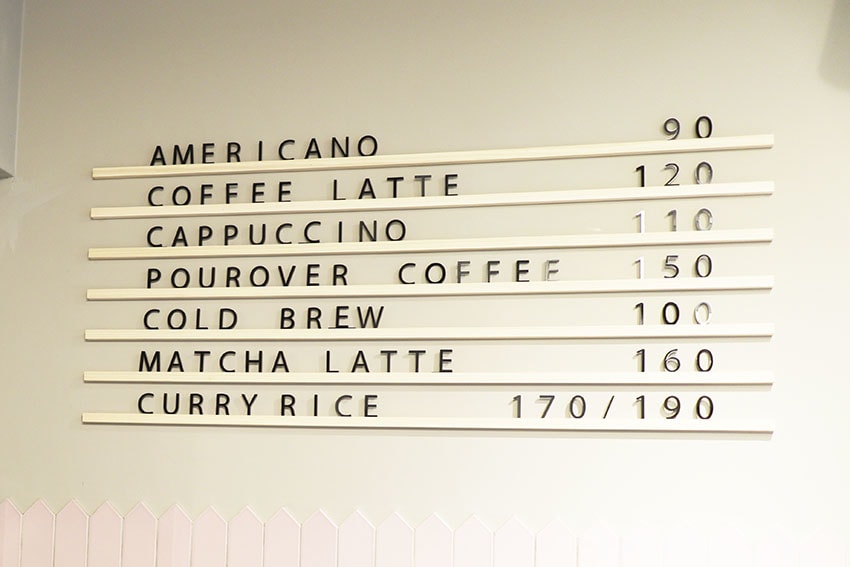 AMERICANO 90
COFFEE LATTE 120
CAPPUCCINO 110
POUROVER COFFEE 150
COLD BREW 100
MATCHA LATTE 160
CURRY RICE 170/190